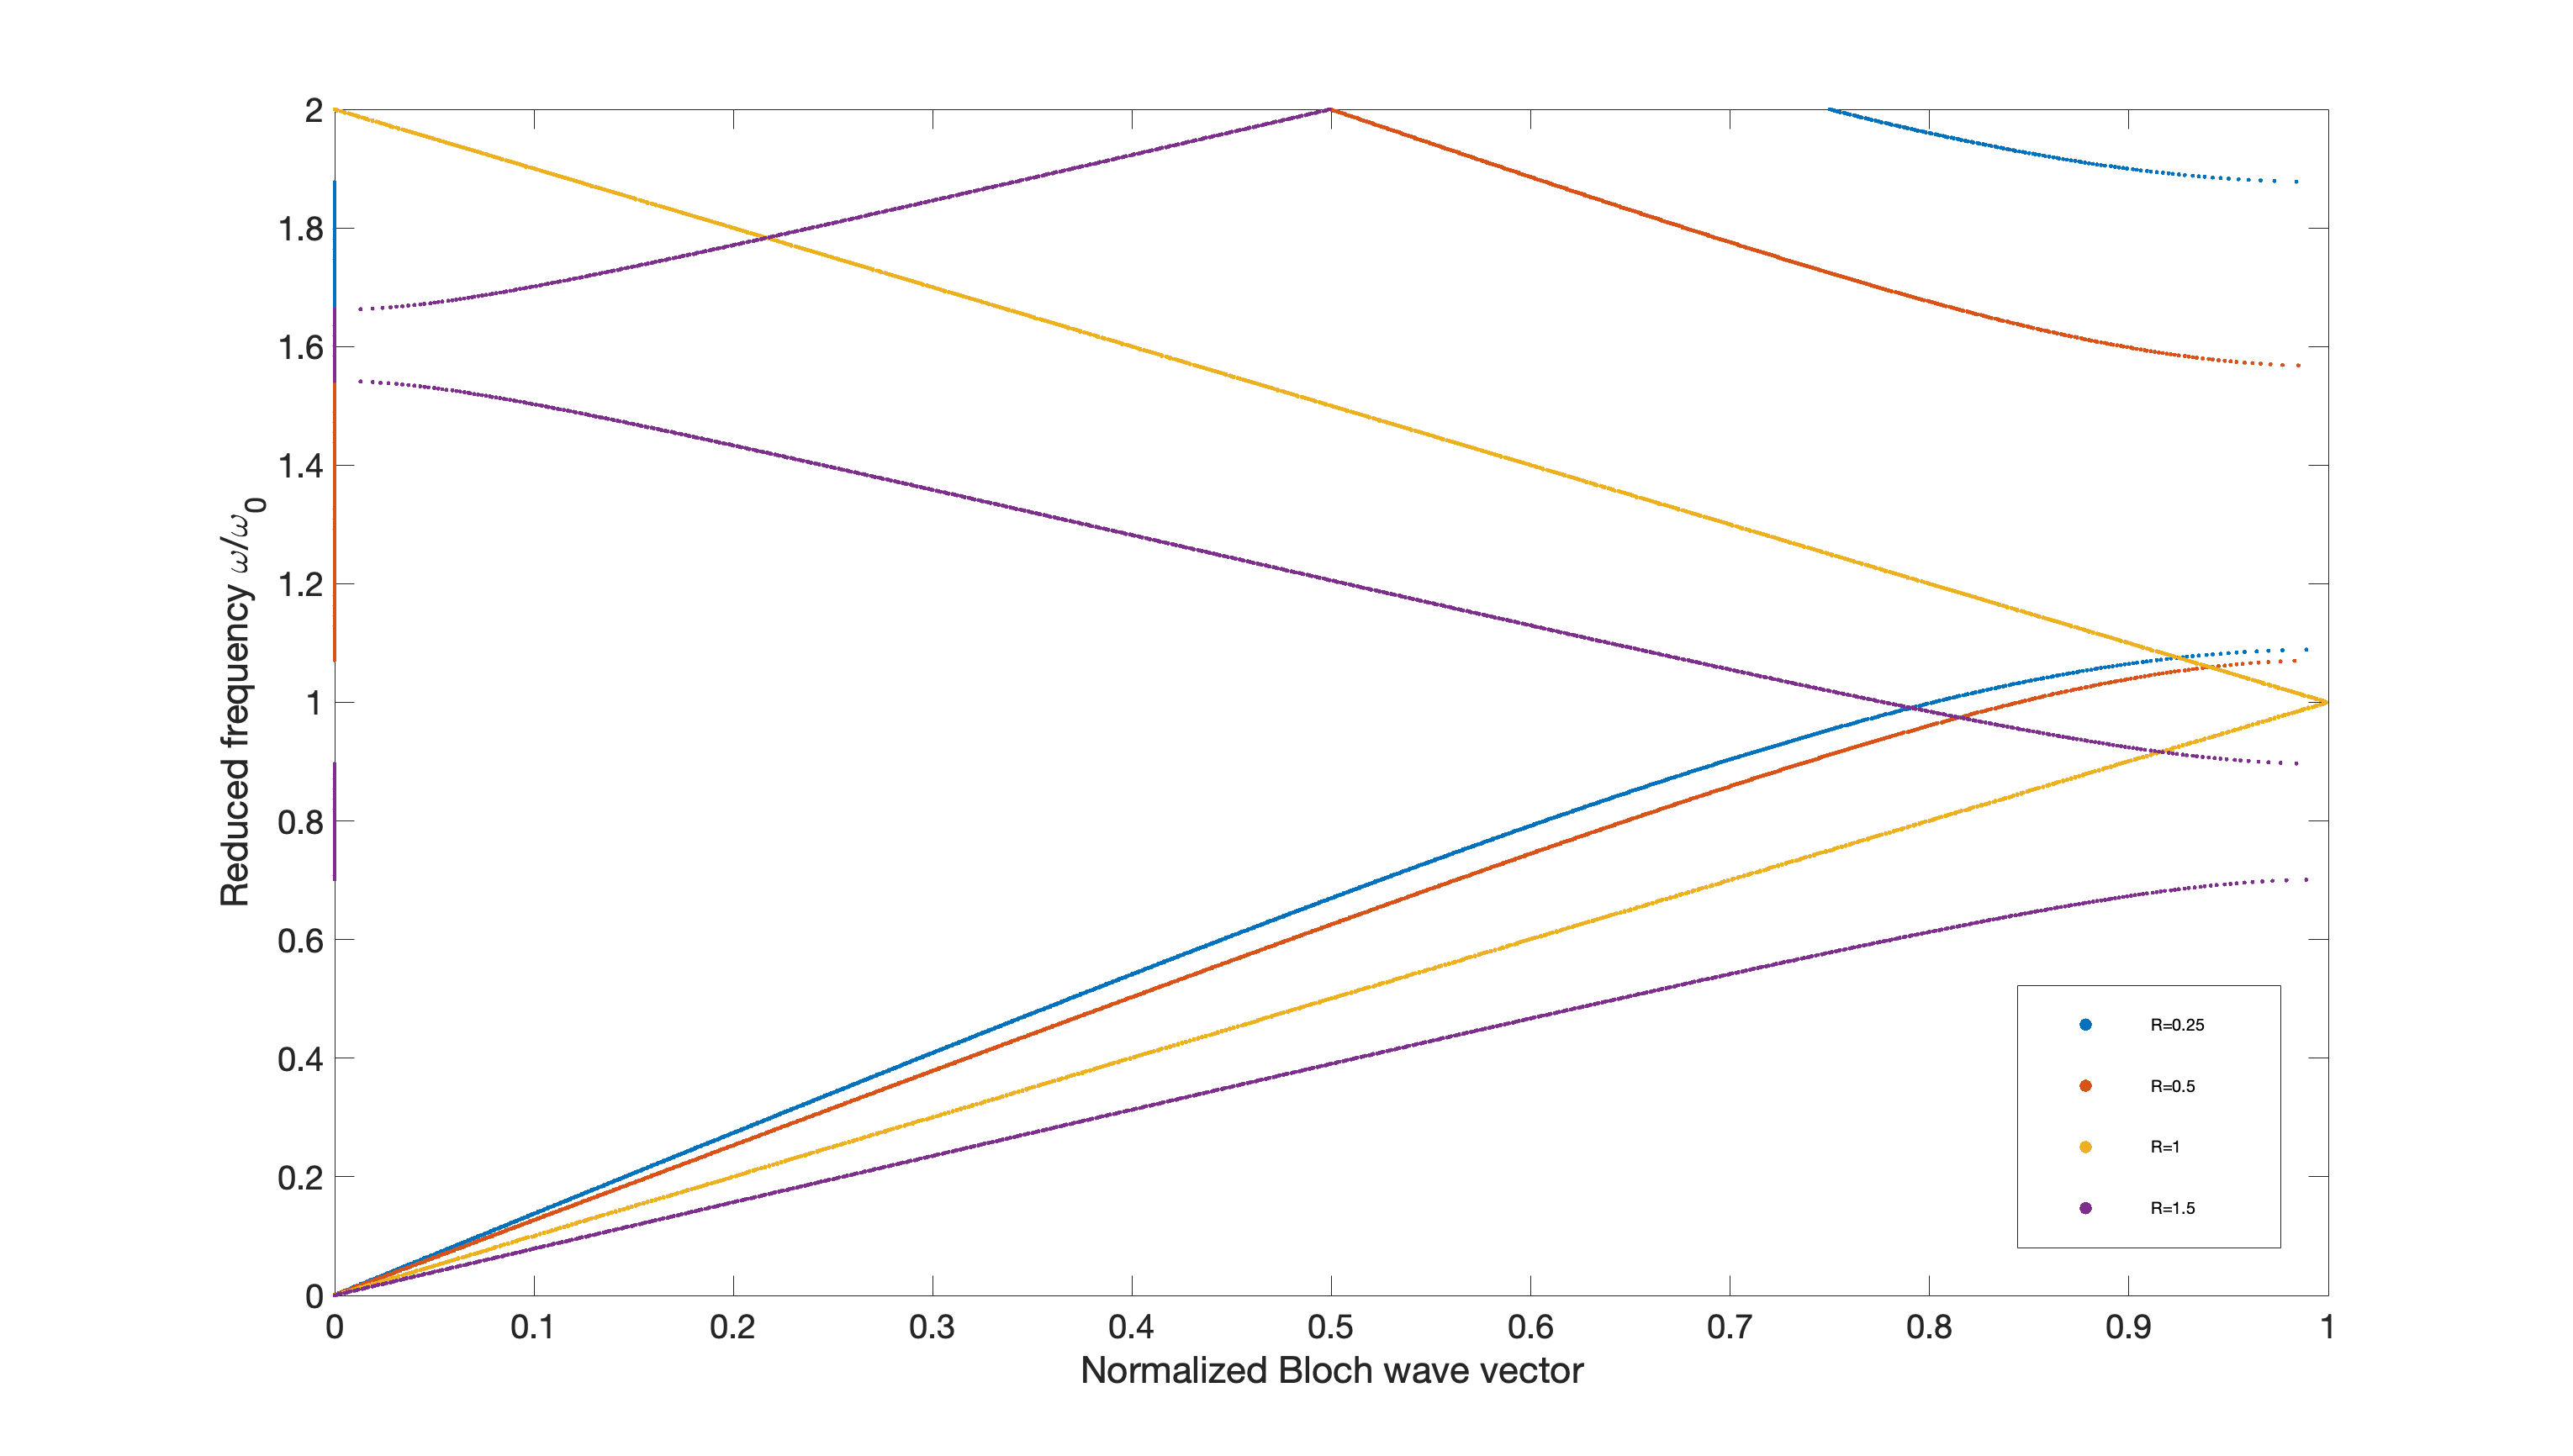 2
1.8
1.6
1.4
1.2
1
0.8
0.6
0.4
0.2
0
Reduced frequency ω/ω0
0 0.1 0.2 0.3 0.4 0.5 0.6 0.7 0.8 0.9 1
Normalized Bloch wave vector
R=0.25
R=0.5
R=1
R=1.5